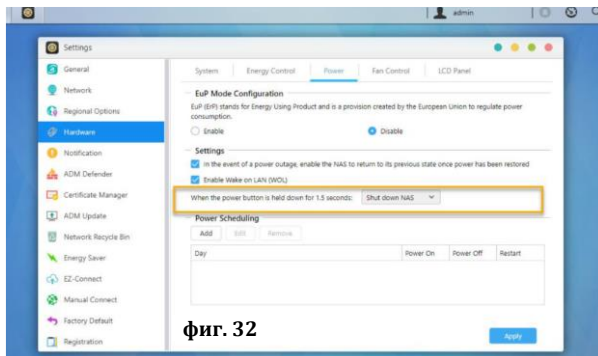 admin
Settings
General
Network
Regional Options
Hardware
Notification
ADM Defender
Certificate Manager
ADM Update
Network Recycle Bin
Energy Saver
EZ-Connect
Manual Connect
Factory Default
Registration
System Energy Control Power Fan Control LCD Panel
EuP Mode Configuration
EuP (ErP) stands for Energy Using Product and is a provision created by the European Union to regulate power
consumption.
Enable Disable
Settings
In the event of a power outage, enable the NAS to return to its previous state once power has been restored
Enable Wake on LAN (WOL)
When the power button is held down for 1.5 seconds: Shut down NAS
Power Scheduling
Add Edit Remove
Day Power On Power Off Restart
фиг. 32
Apply